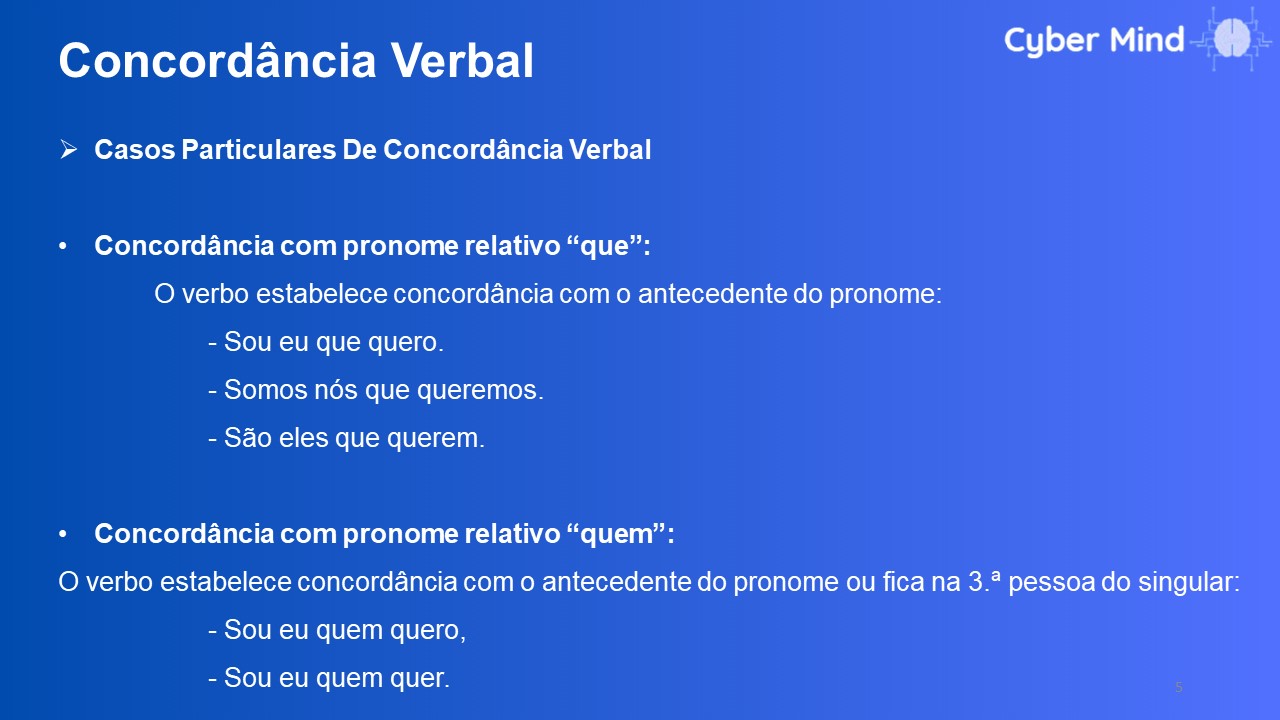 Concordância Verbal
Cyber Mind
➢ Casos Particulares De Concordância Verbal
• Concordância com pronome relativo “que”:
O verbo estabelece concordância com o antecedente do pronome:
- Sou eu que quero.
- Somos nós que queremos.
- São eles que querem.
• Concordância com pronome relativo “quem”:
O verbo estabelece concordância com o antecedente do pronome ou fica na 3.ª pessoa do singular:
- Sou eu quem quero,
- Sou eu quem quer.
5